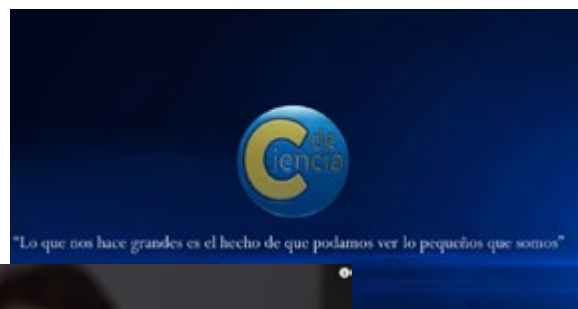 C de
iencia
"Lo que nos hace grandes es el hecho de que podamos ver lo pequeños que somos"